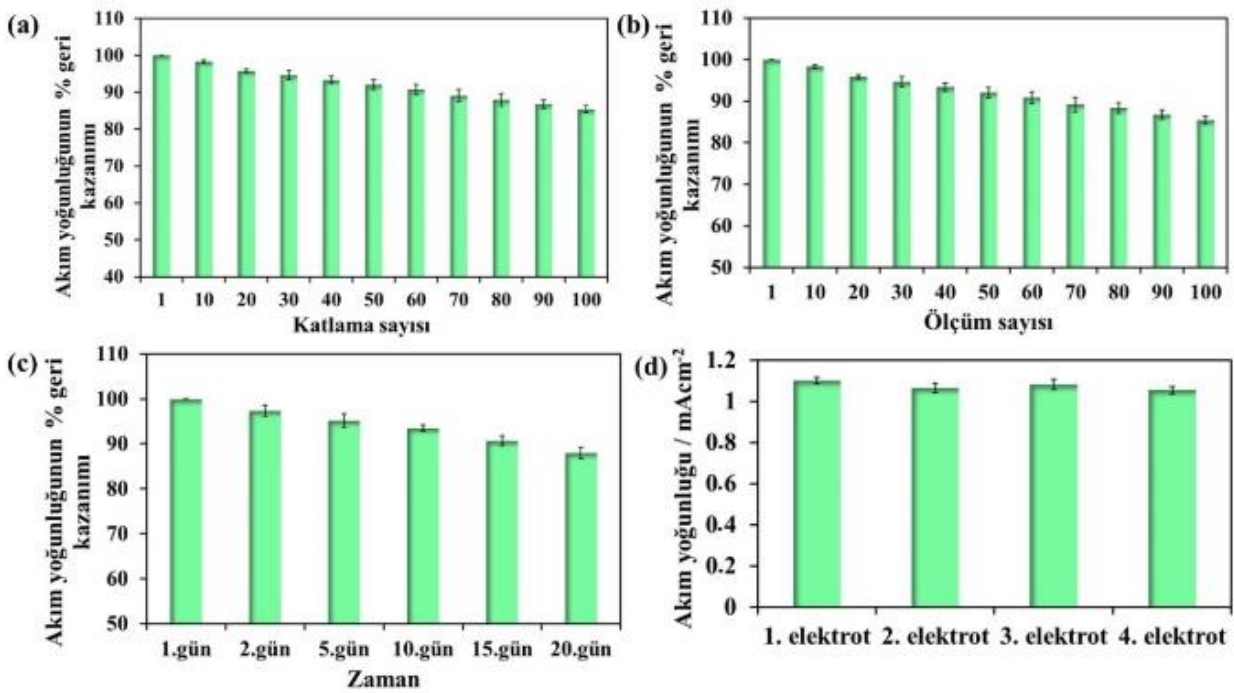 (a)
Akım yoğunluğunun % geri
kazanımı
110
100
90
80
70
60
50
40
1 10 20 30 40 50 60 70 80 90 100
Katlama sayısı
(b)
Akım yoğunluğunun % geri
kazanımı
110
100
90
80
70
60
50
1 10 20 30 40 50 60 70 80 90 100
Ölçüm sayısı
(c)
Akım yoğunluğunun % geri
kazanımı
110
100
90
80
70
60
50
1.gün 2.gün 5.gün 10.gün 15.gün 20.gün
Zaman
(d)
Akım yoğunluğu / mAcm⁻²
1.2
1
0.8
0.6
0.4
0.2
0
1. elektrot 2. elektrot 3. elektrot 4. elektrot